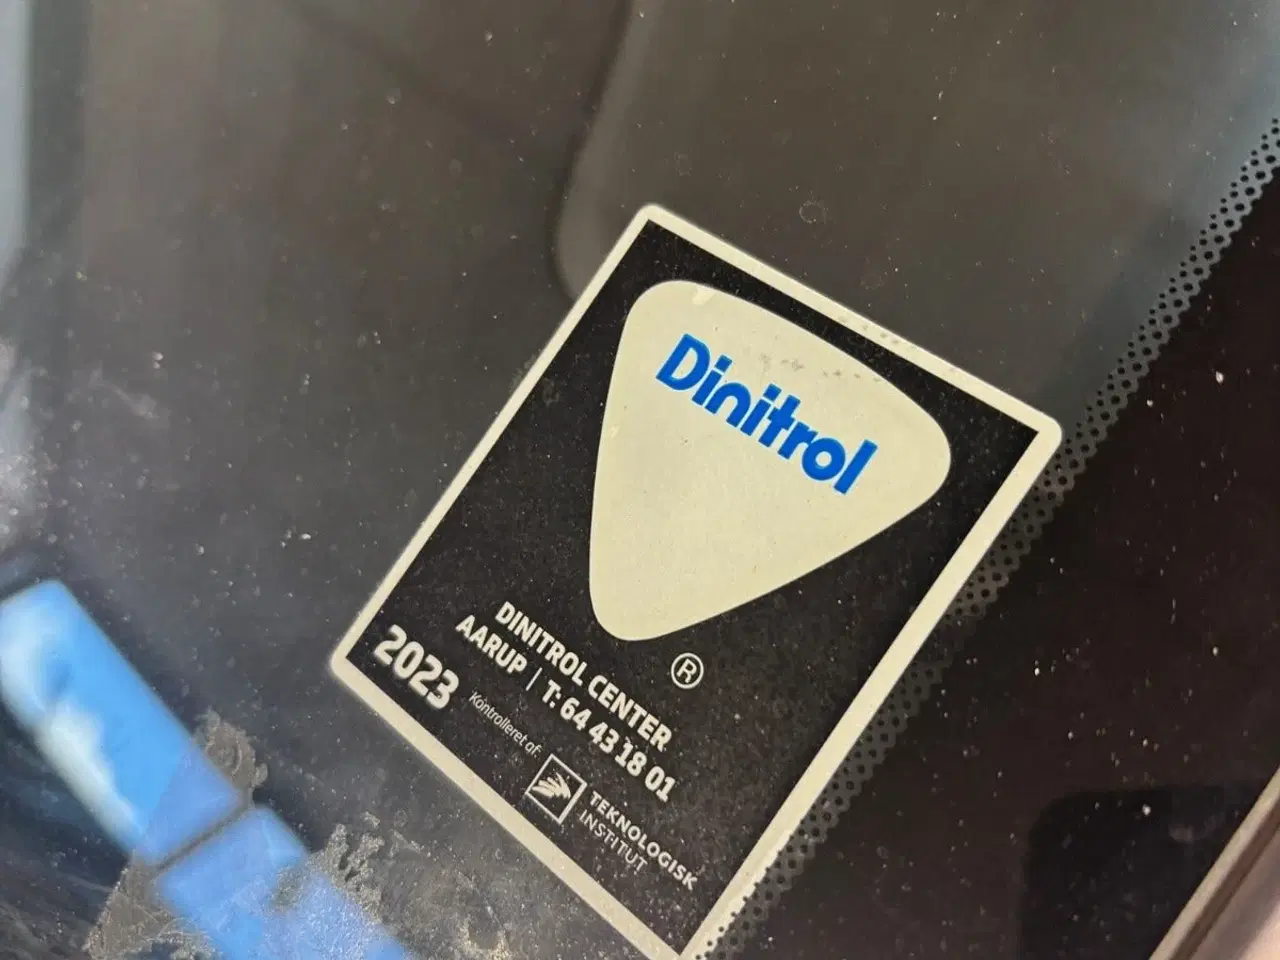 Dinitrol
®
DINITROL CENTER
AARUP | T: 64 43 18 01
2023
Kontrolleret af:
TEKNOLOGISK
INSTITUT